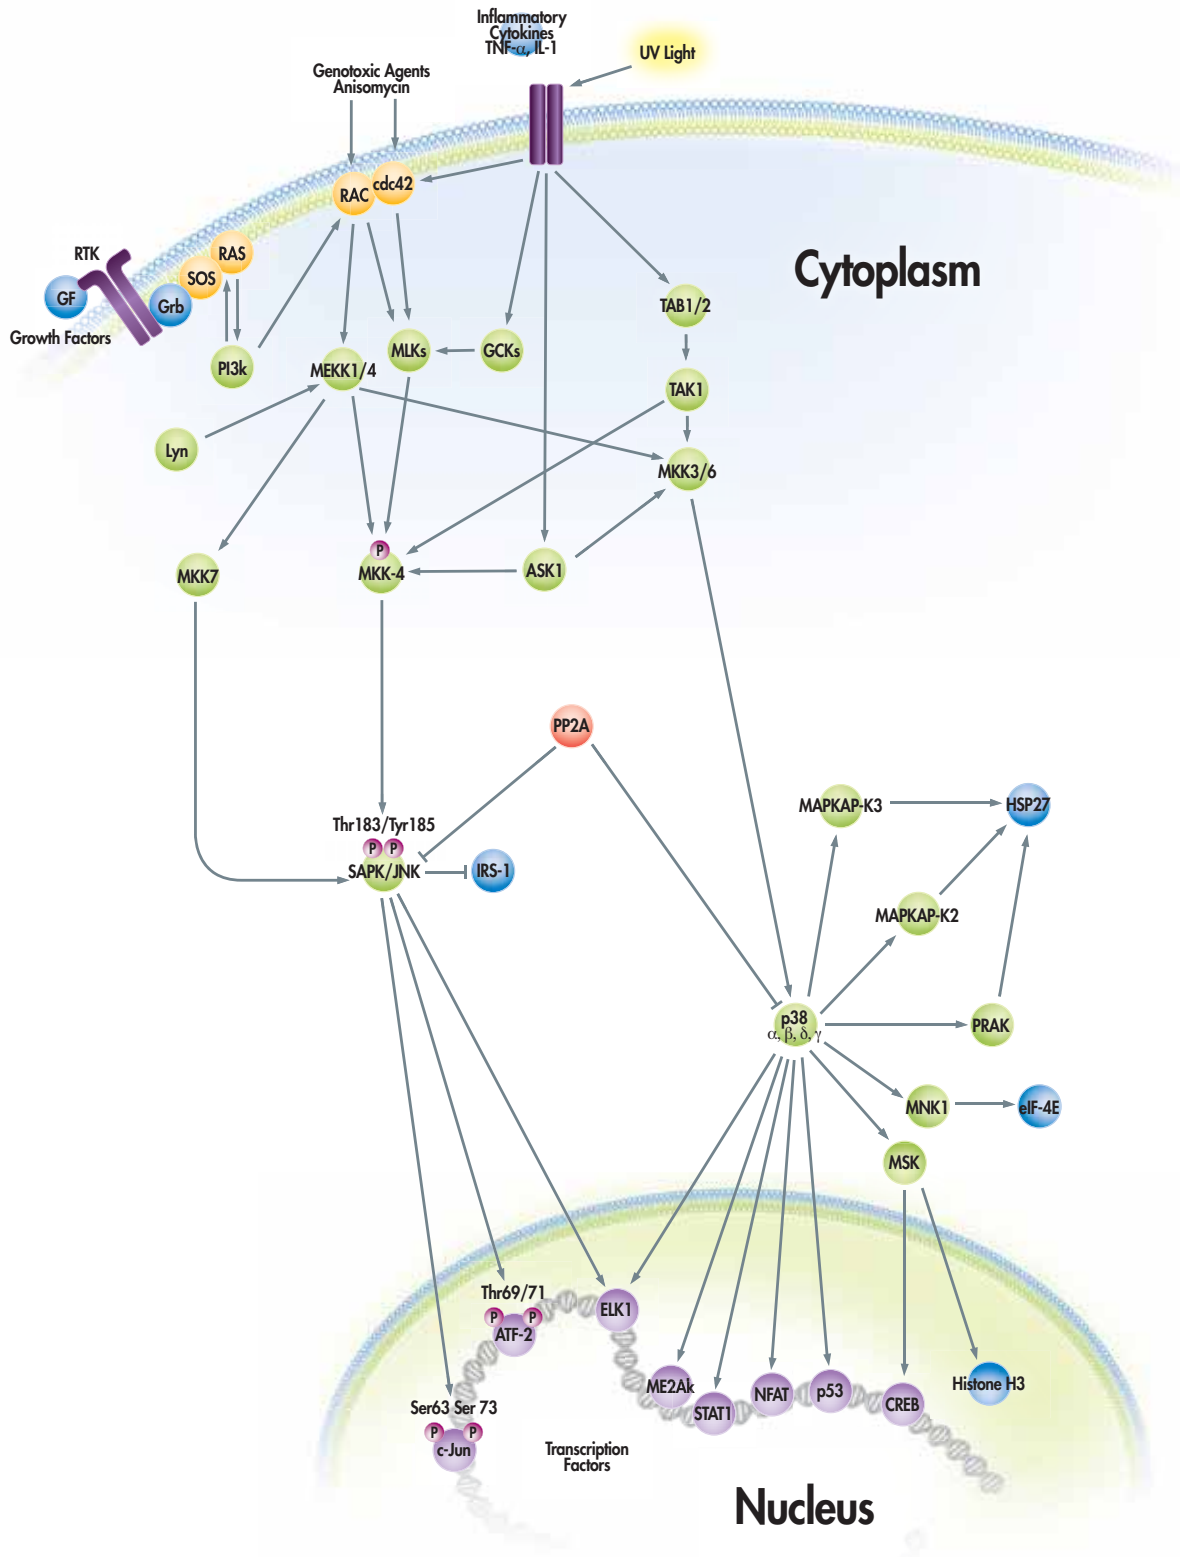 Inflammatory
Cytokines
TNF-α, IL-1
UV Light
Genotoxic Agents
Anisomycin
RAC
cdc42
RTK
RAS
SOS
GF
Grb
Growth Factors
Cytoplasm
TAB1/2
PI3k
MEKK1/4
MLKs
GCKs
TAK1
Lyn
MKK3/6
P
MKK7
MKK-4
ASK1
PP2A
MAPKAP-K3
HSP27
Thr183/Tyr185
P P
SAPK/JNK
IRS-1
MAPKAP-K2
p38
α, β, δ, γ
PRAK
MNK1
eIF-4E
MSK
Thr69/71
P P
ATF-2
ELK1
ME2Ak
STAT1
NFAT
p53
CREB
Histone H3
Ser63 Ser 73
P P
c-Jun
Transcription
Factors
Nucleus